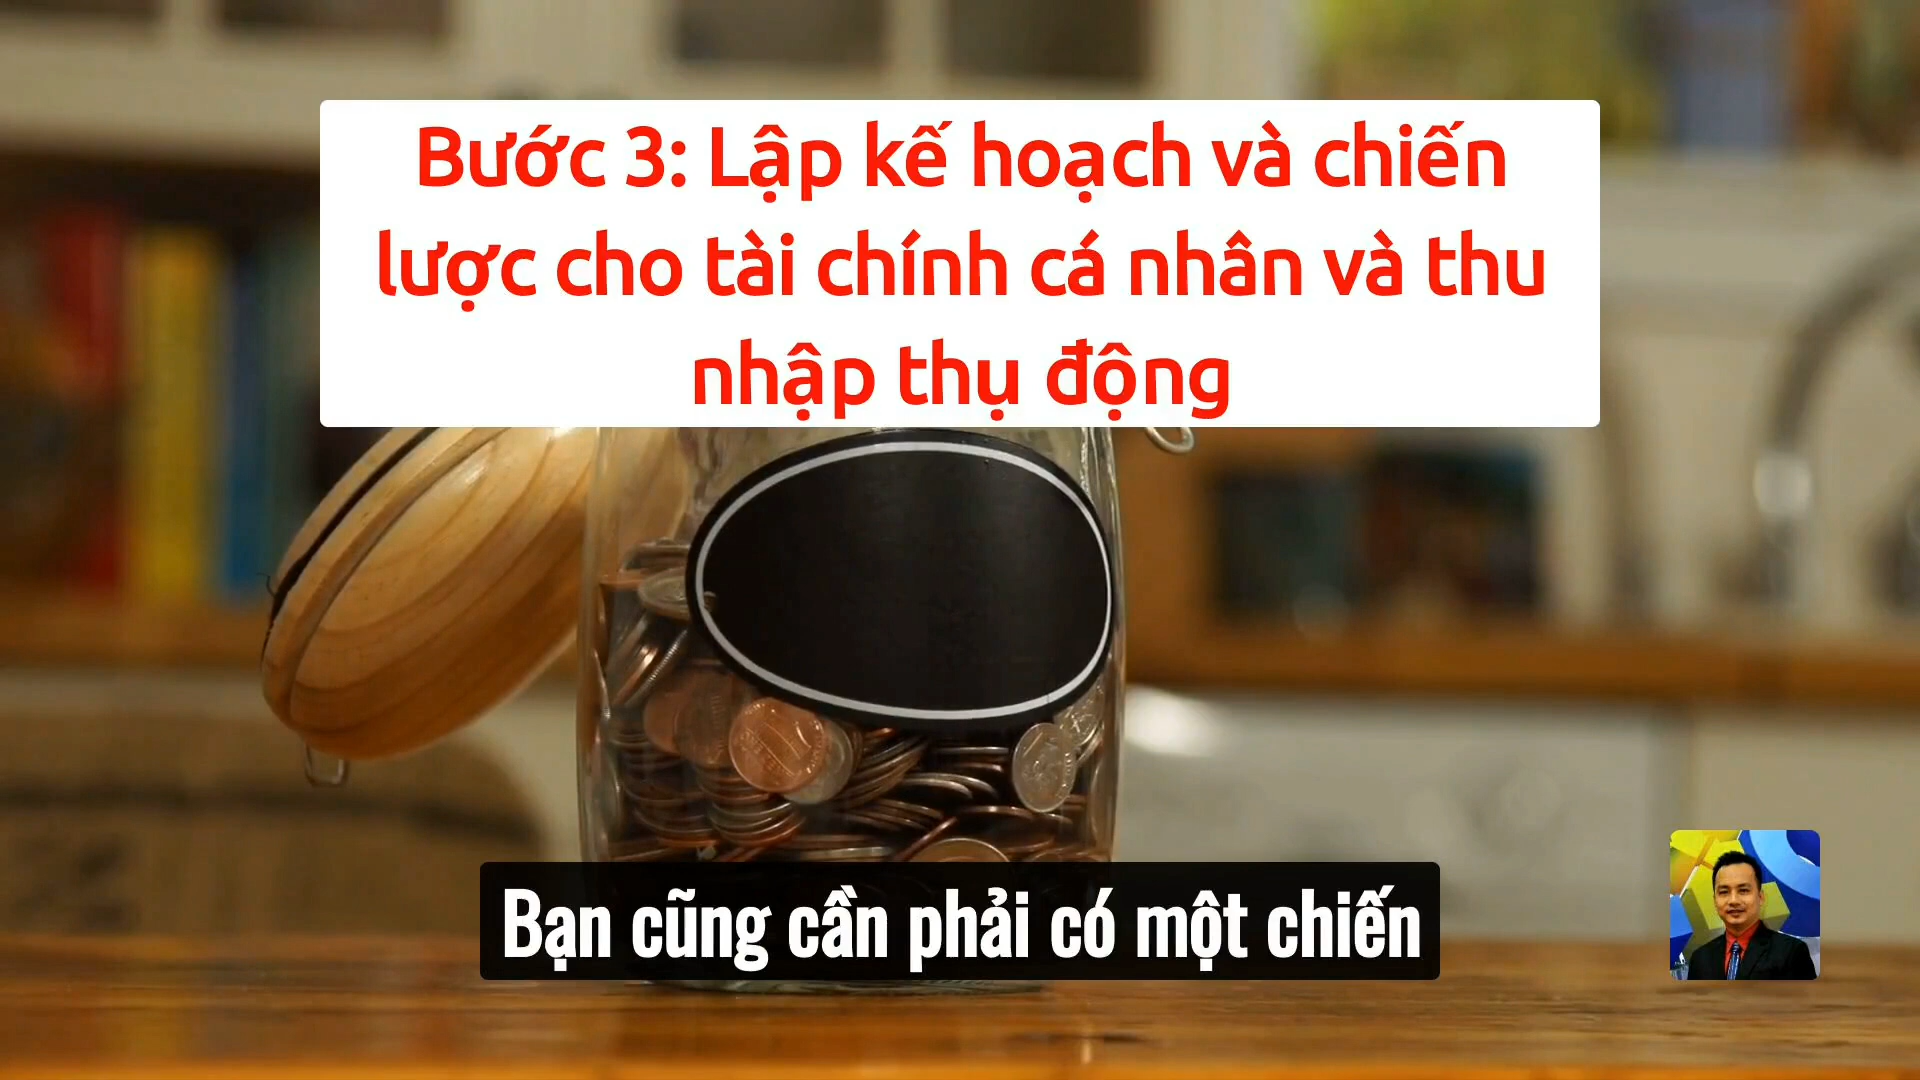 Bước 3: Lập kế hoạch và chiến
lược cho tài chính cá nhân và thu
nhập thụ động
Bạn cũng cần phải có một chiến